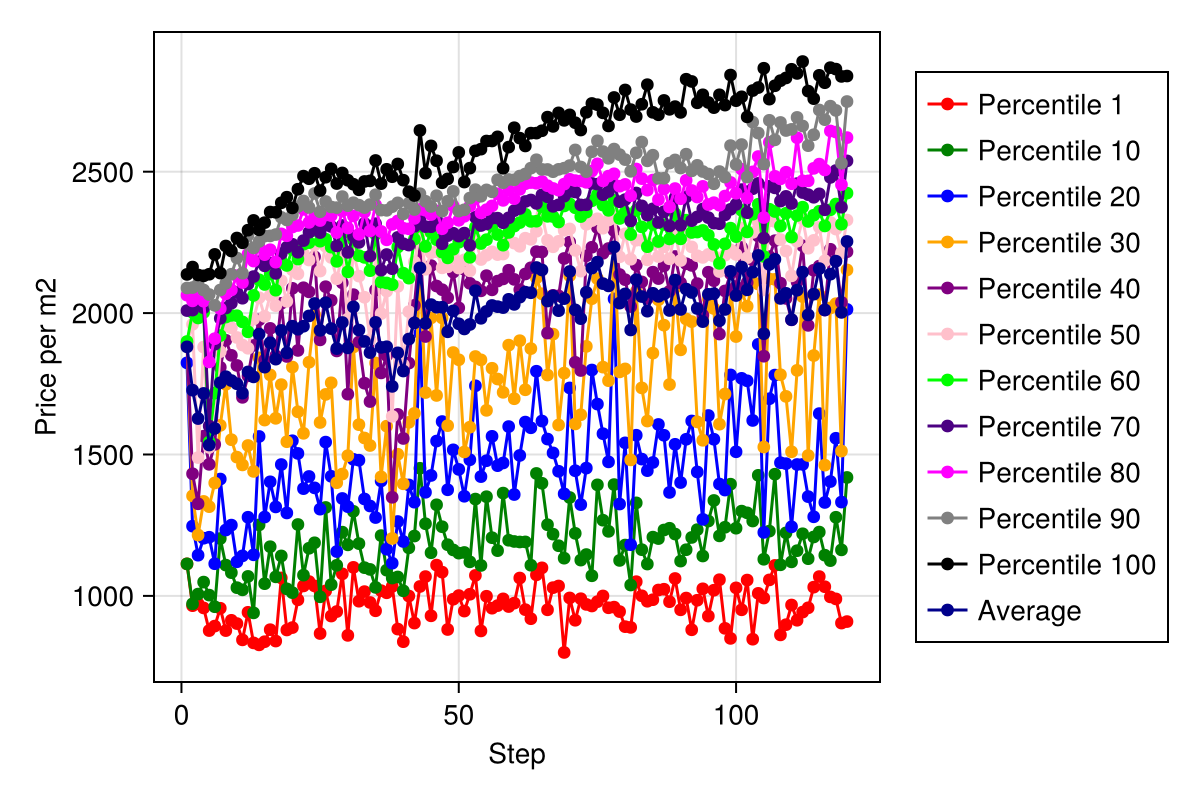 2500
2000
1500
1000
Price per m2
0
50
100
Step
Percentile 1
Percentile 10
Percentile 20
Percentile 30
Percentile 40
Percentile 50
Percentile 60
Percentile 70
Percentile 80
Percentile 90
Percentile 100
Average